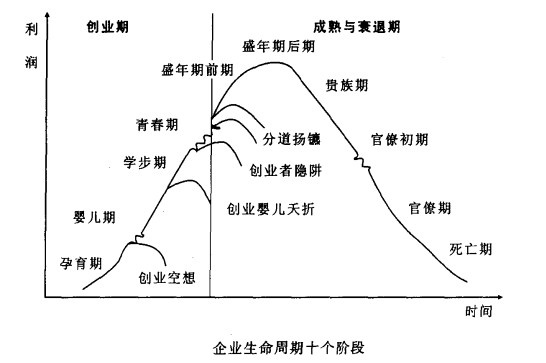 利润
创业期
成熟与衰退期
盛年期后期
盛年期前期
贵族期
青春期
分道扬镳
官僚初期
学步期
创业者隐阱
婴儿期
创业婴儿夭折
官僚期
孕育期
创业空想
死亡期
时间
企业生命周期十个阶段